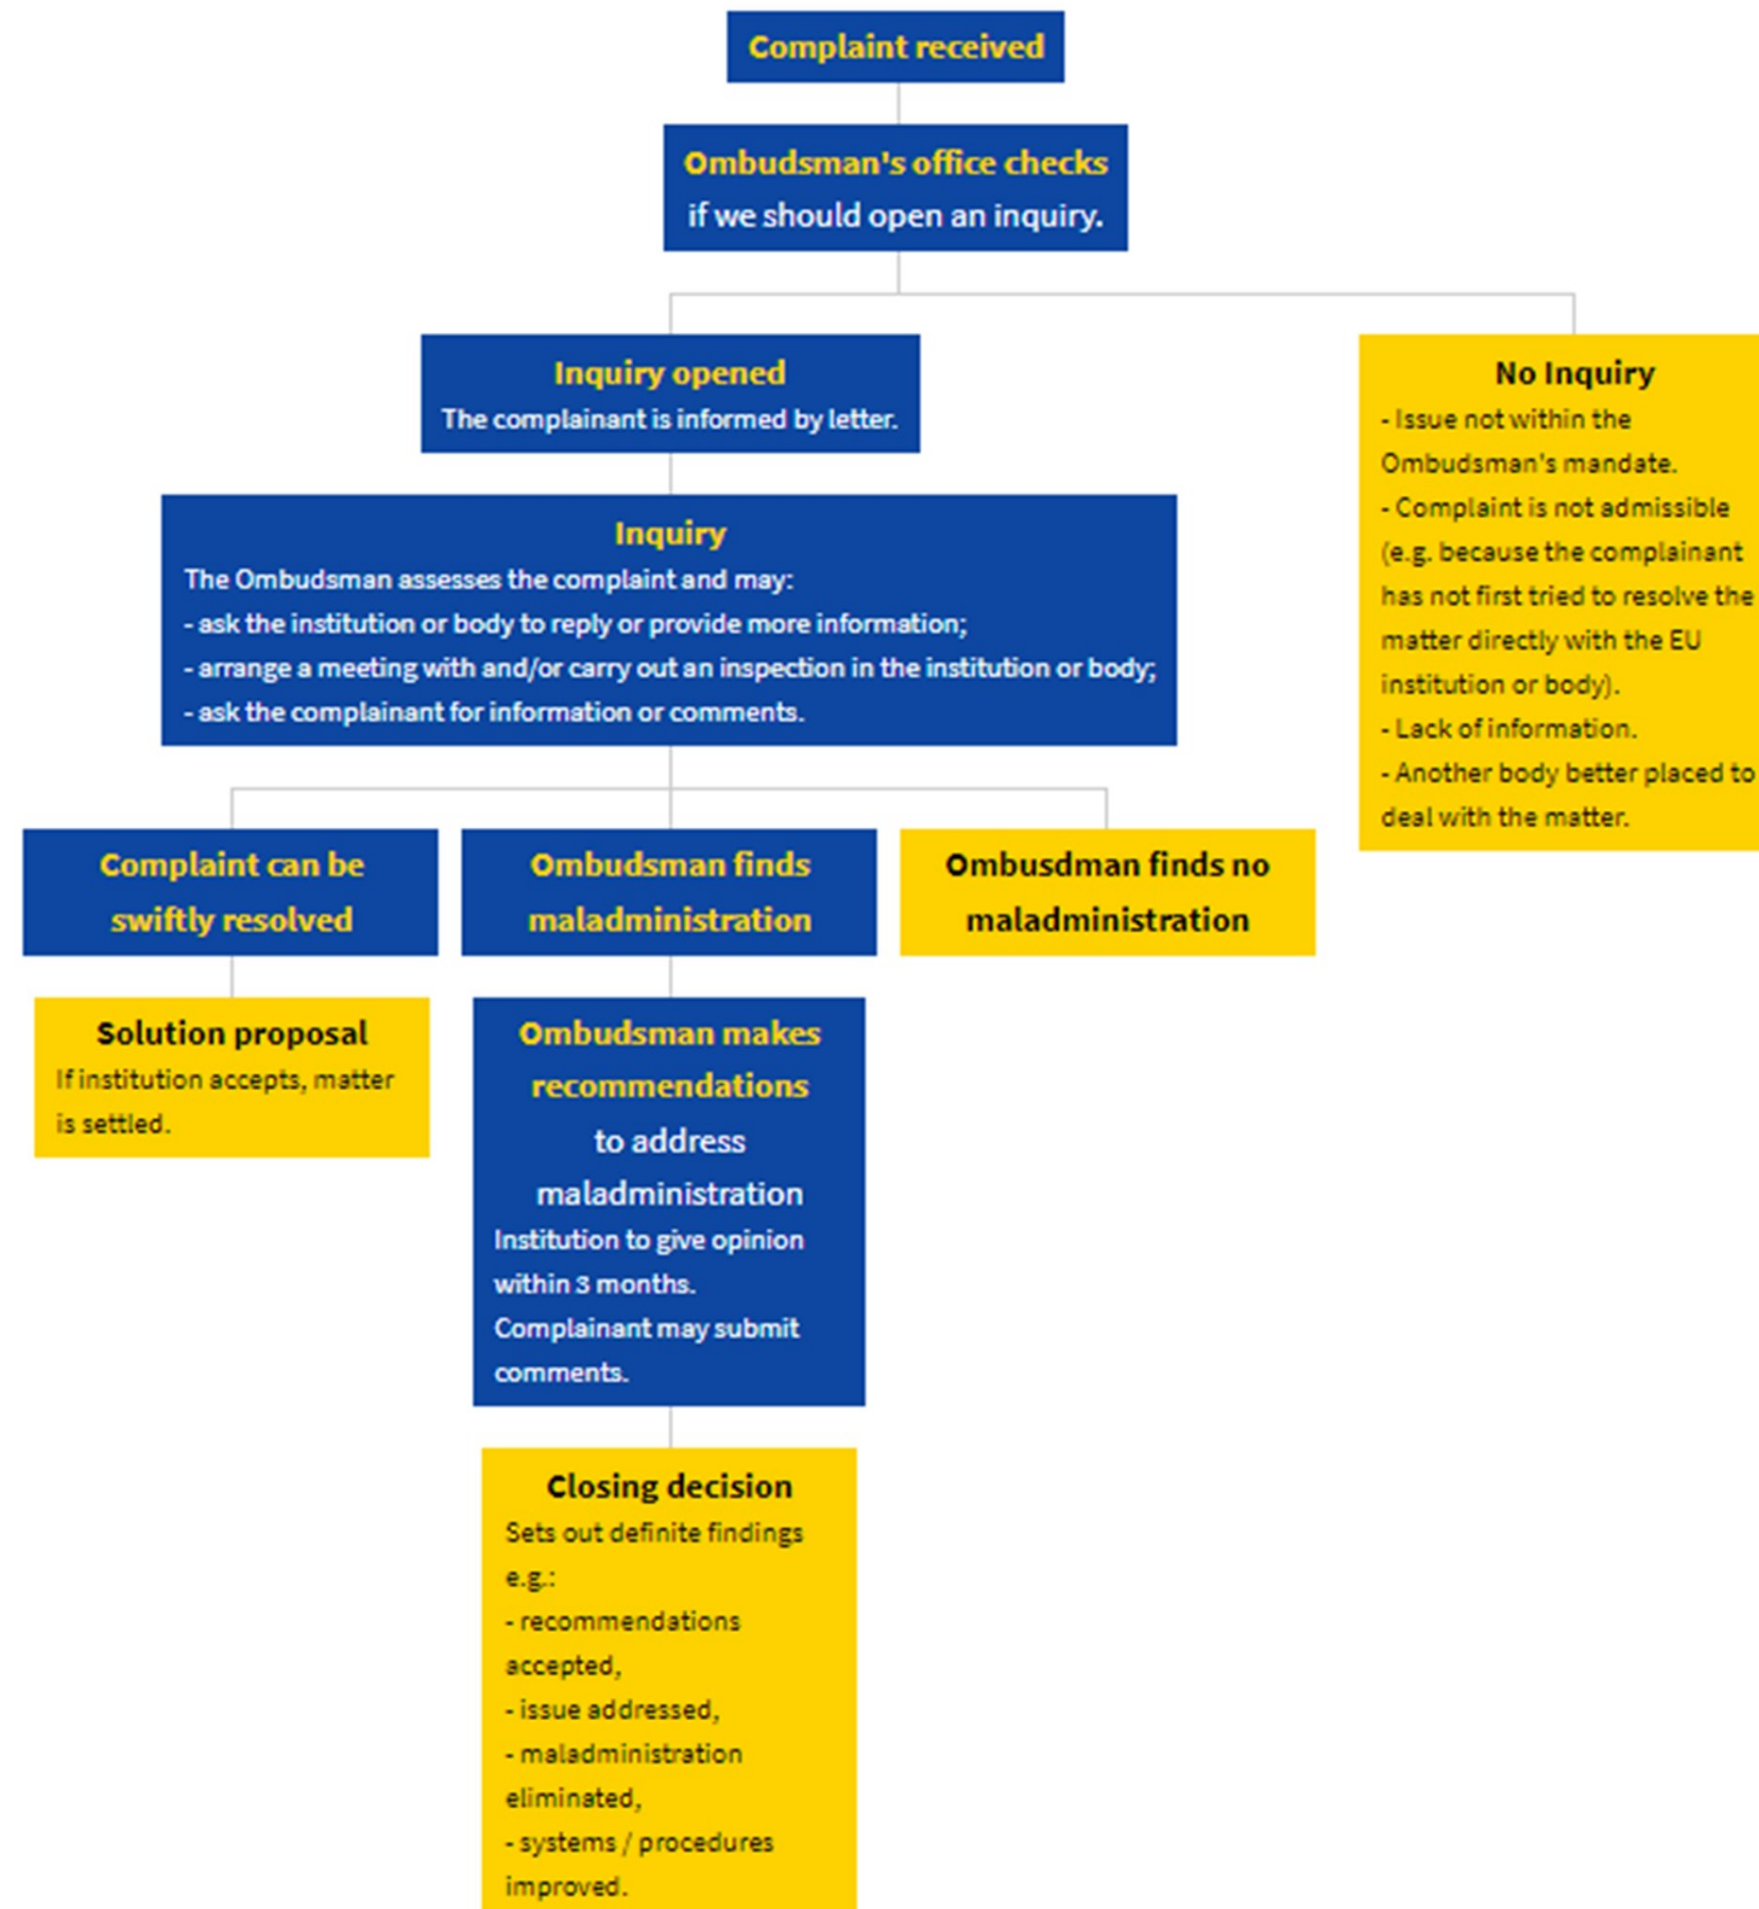 Complaint received
Ombudsman's office checks
if we should open an inquiry.
Inquiry opened
The complainant is informed by letter.
No Inquiry
- Issue not within the
Ombudsman's mandate.
- Complaint is not admissible
(e.g. because the complainant
has not first tried to resolve the
matter directly with the EU
institution or body).
- Lack of information.
- Another body better placed to
deal with the matter.
Inquiry
The Ombudsman assesses the complaint and may:
- ask the institution or body to reply or provide more information;
- arrange a meeting with and/or carry out an inspection in the institution or body;
- ask the complainant for information or comments.
Complaint can be
swiftly resolved
Solution proposal
If institution accepts, matter
is settled.
Ombudsman finds
maladministration
Ombudsman makes
recommendations
to address
maladministration
Institution to give opinion
within 3 months.
Complainant may submit
comments.
Closing decision
Sets out definite findings
e.g.:
- recommendations
accepted,
- issue addressed,
- maladministration
eliminated,
- systems / procedures
improved.
Ombusdman finds no
maladministration